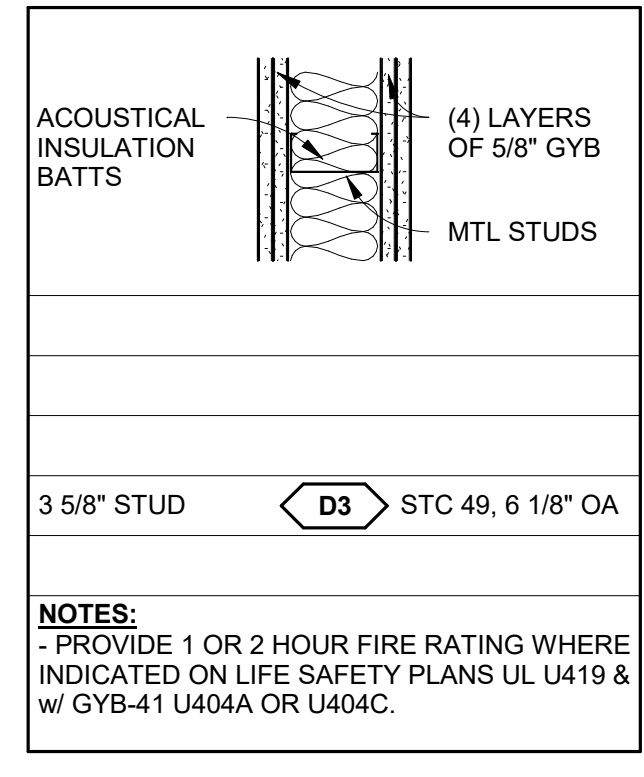 ACOUSTICAL
INSULATION
BATTS
(4) LAYERS
OF 5/8" GYB
MTL STUDS
3 5/8" STUD D3 STC 49, 6 1/8" OA
NOTES:
- PROVIDE 1 OR 2 HOUR FIRE RATING WHERE
INDICATED ON LIFE SAFETY PLANS UL U419 &
w/ GYB-41 U404A OR U404C.